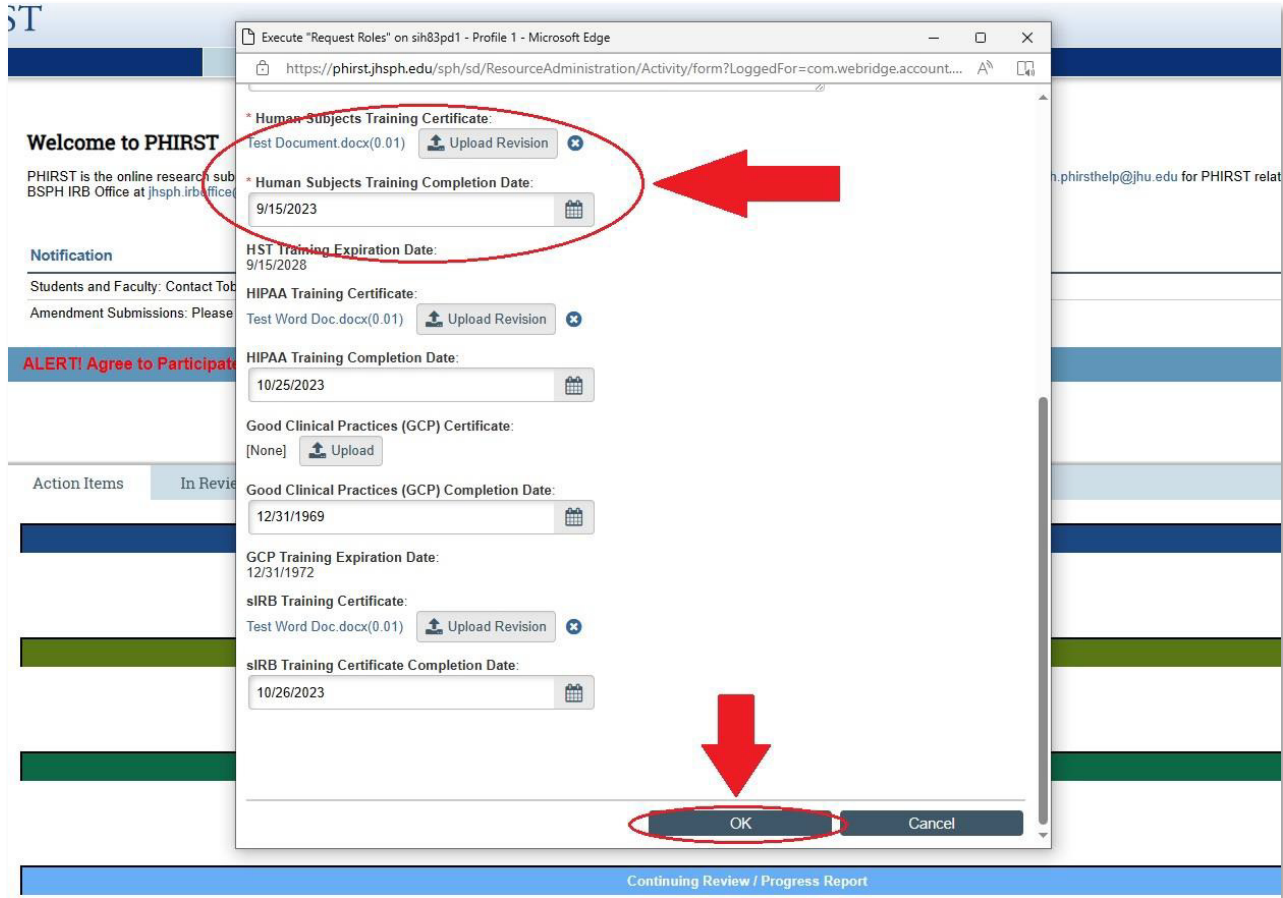 ST
Execute "Request Roles" on sih83pd1 - Profile 1 - Microsoft Edge
https://phirst.jhsph.edu/sph/sd/ResourceAdministration/Activity/form?LoggedFor=com.webridge.account....
Welcome to PHIRST
PHIRST is the online research sub
h.phirsthelp@jhu.edu for PHIRST relat
BSPH IRB Office at jhsph.irboffice(
Notification
Students and Faculty: Contact Tob
Amendment Submissions: Please
ALERT! Agree to Participate
Action Items In Revie
* Human Subjects Training Certificate:
Test Document.docx(0.01) Upload Revision
* Human Subjects Training Completion Date:
9/15/2023
HST Training Expiration Date:
9/15/2028
HIPAA Training Certificate:
Test Word Doc.docx(0.01) Upload Revision
HIPAA Training Completion Date:
10/25/2023
Good Clinical Practices (GCP) Certificate:
[None] Upload
Good Clinical Practices (GCP) Completion Date:
12/31/1969
GCP Training Expiration Date:
12/31/1972
sIRB Training Certificate:
Test Word Doc.docx(0.01) Upload Revision
sIRB Training Certificate Completion Date:
10/26/2023
OK Cancel
Continuing Review / Progress Report